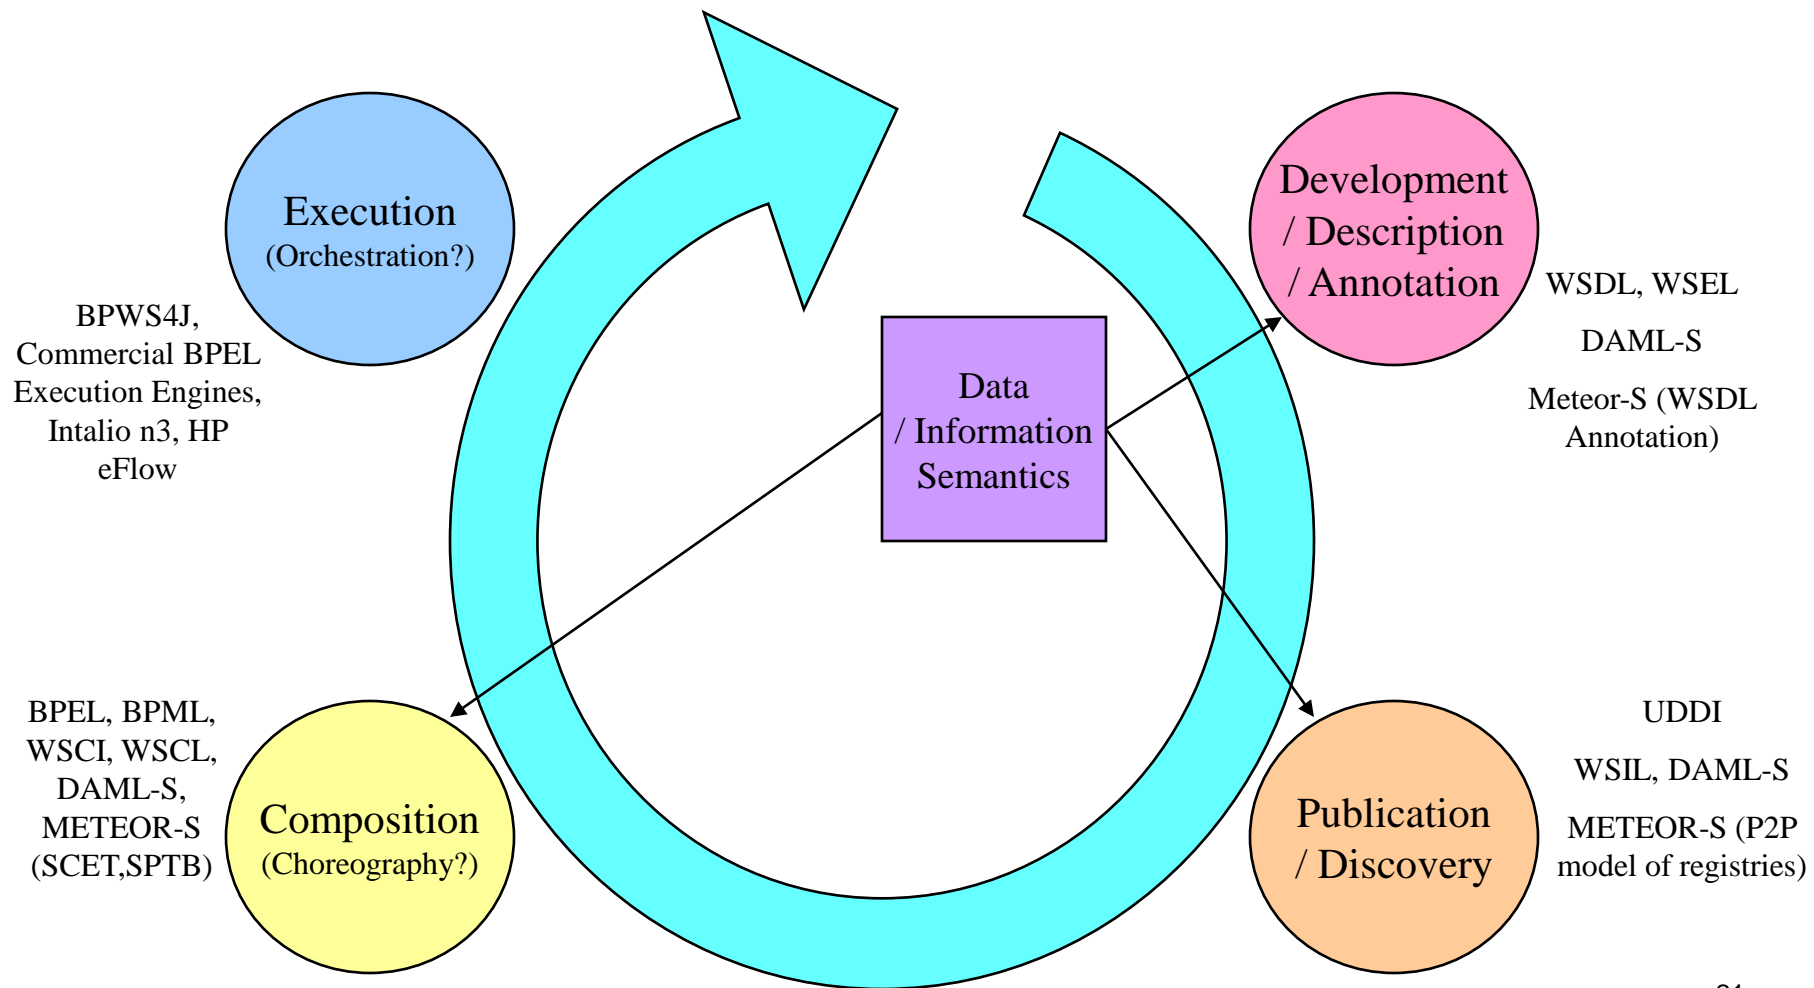 Execution
(Orchestration?)
BPWS4J,
Commercial BPEL
Execution Engines,
Intalio n3, HP
eFlow
Development
/ Description
/ Annotation
WSDL, WSEL
DAML-S
Meteor-S (WSDL
Annotation)
Data
/ Information
Semantics
BPEL, BPML,
WSCI, WSCL,
DAML-S,
METEOR-S
(SCET,SPTB)
Composition
(Choreography?)
Publication
/ Discovery
UDDI
WSIL, DAML-S
METEOR-S (P2P
model of registries)